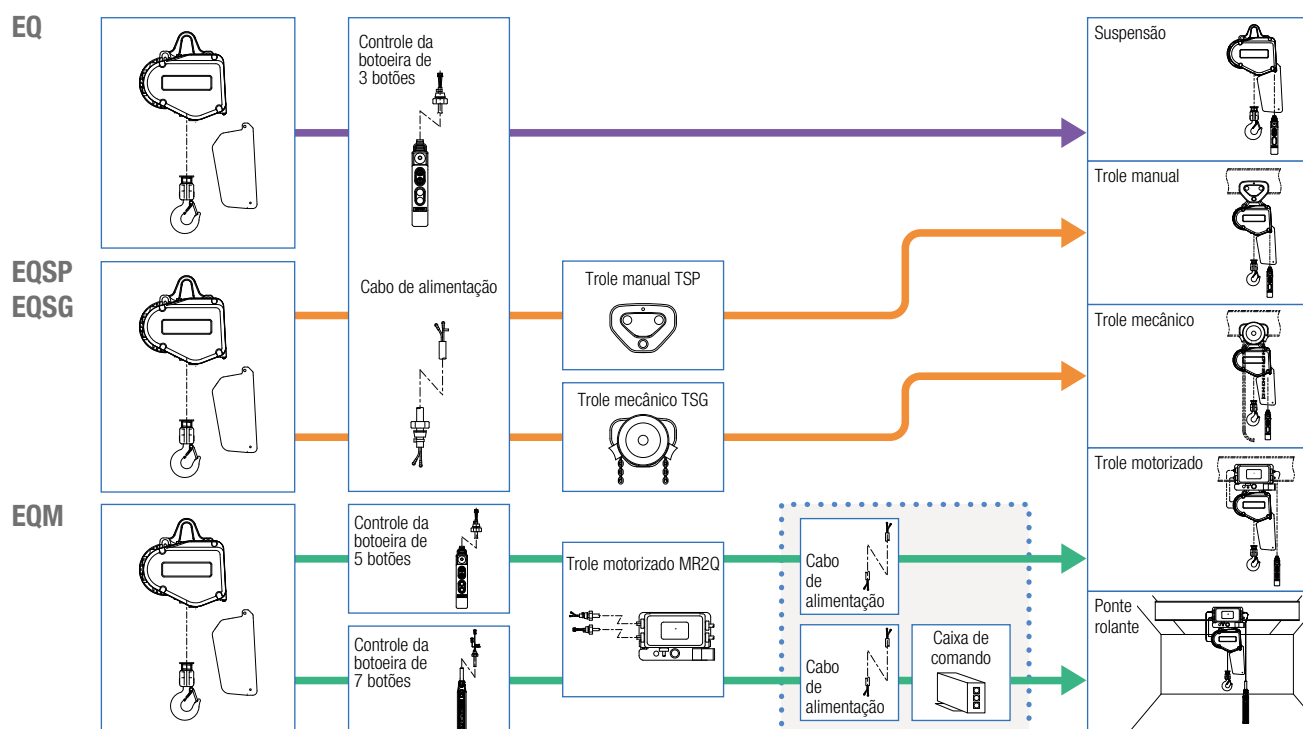 EQ
Controle da
botoeira de
3 botões
Suspensão
Trole manual
EQSP
EQSG
Cabo de alimentação
Trole manual TSP
Trole mecânico TSG
Trole mecânico
EQM
Controle da
botoeira de
5 botões
Controle da
botoeira de
7 botões
Trole motorizado MR2Q
Cabo
de
alimentação
Cabo
de
alimentação
Caixa de
comando
Trole motorizado
Ponte
rolante